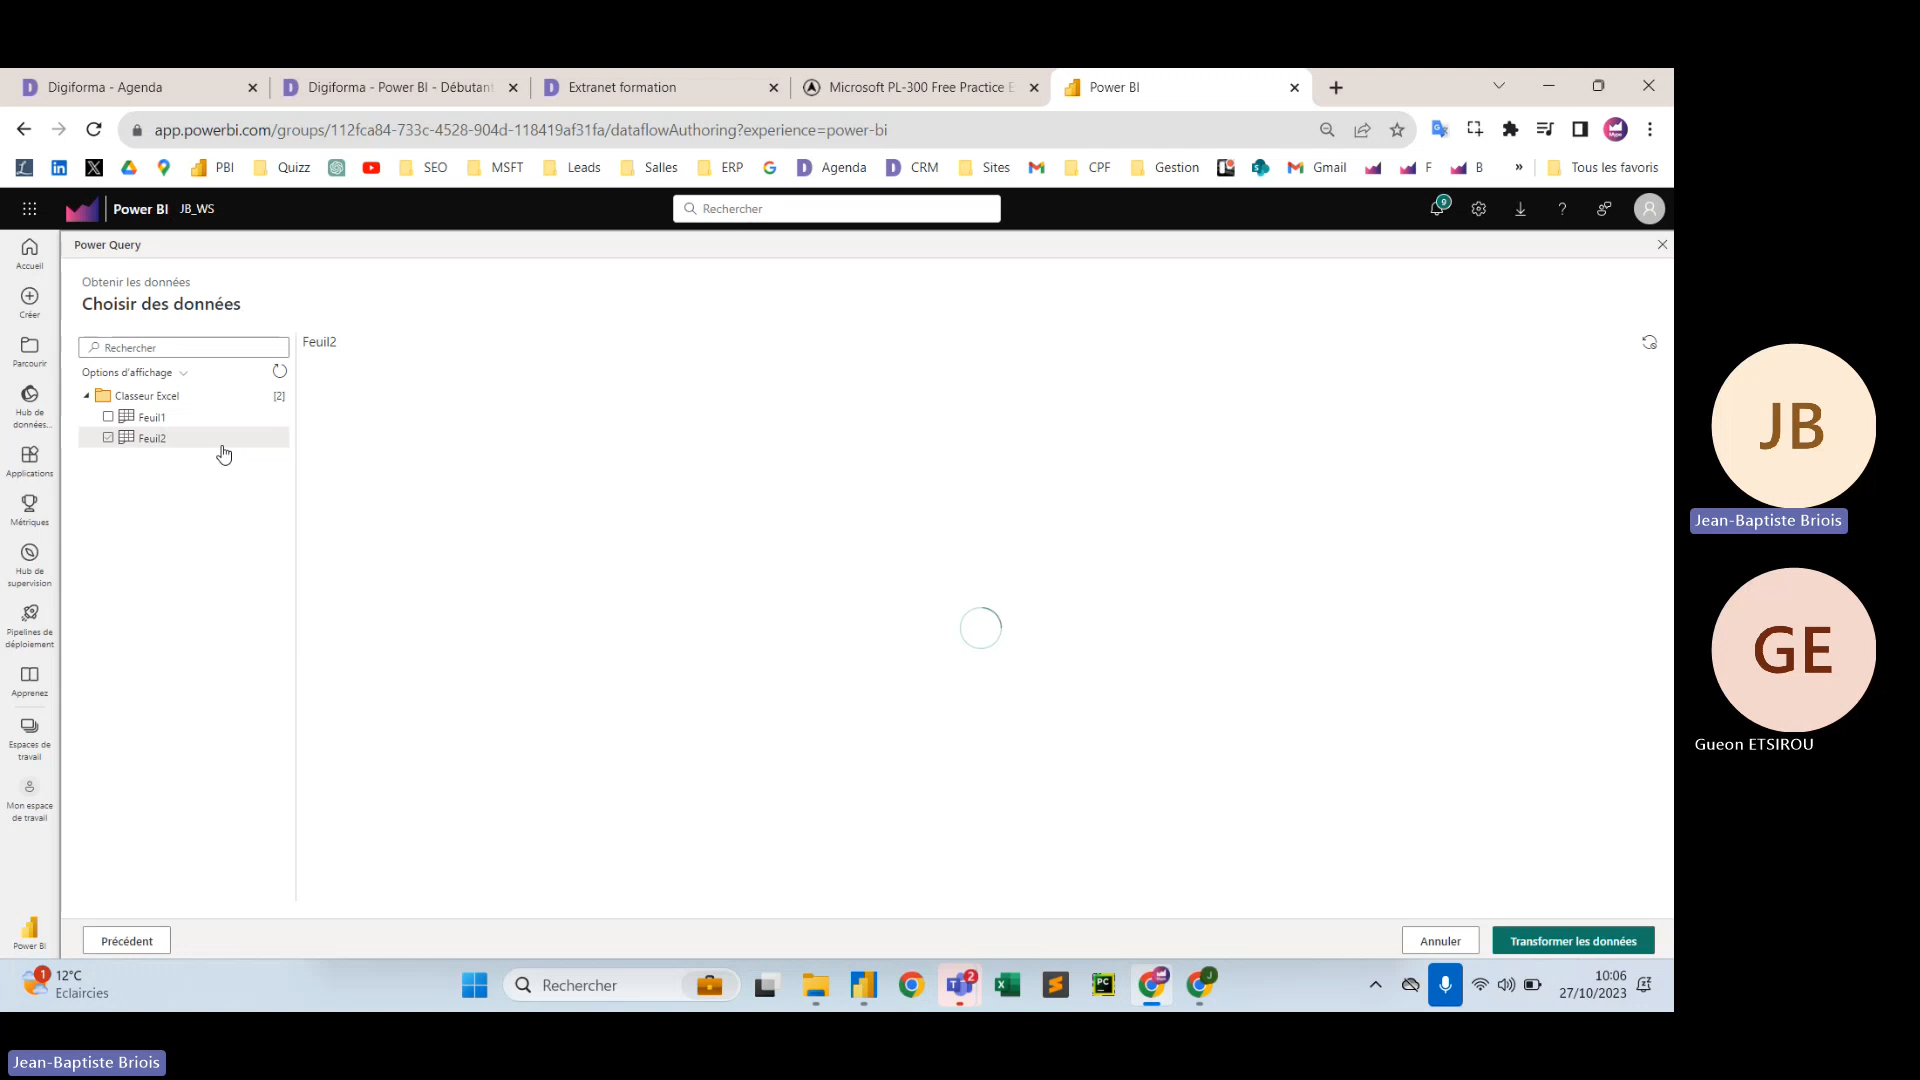 Digiforma - Agenda
Digiforma - Power BI - Débutant
Extranet formation
Microsoft PL-300 Free Practice E
Power BI
app.powerbi.com/groups/112fca84-733c-4528-904d-118419af31fa/dataflowAuthoring?experience=power-bi
PBI
Quizz
SEO
MSFT
Leads
Salles
ERP
Agenda
CRM
Sites
CPF
Gestion
Gmail
F
B
»
Tous les favoris
Power BI JB_WS
Rechercher
9
Power Query
Obtenir les données
Choisir des données
Rechercher
Options d'affichage
Classeur Excel [2]
Feuil1
Feuil2
Feuil2
Accueil
Créer
Parcourir
Hub de
données...
Applications
Métriques
Hub de
supervision
Pipelines de
déploiement
Apprenez
Espaces de
travail
Mon espace
de travail
Power BI
Précédent
Annuler
Transformer les données
1
12°C
Eclaircies
Rechercher
2
PC
J
10:06
27/10/2023
JB
Jean-Baptiste Briois
GE
Gueon ETSIROU
Jean-Baptiste Briois